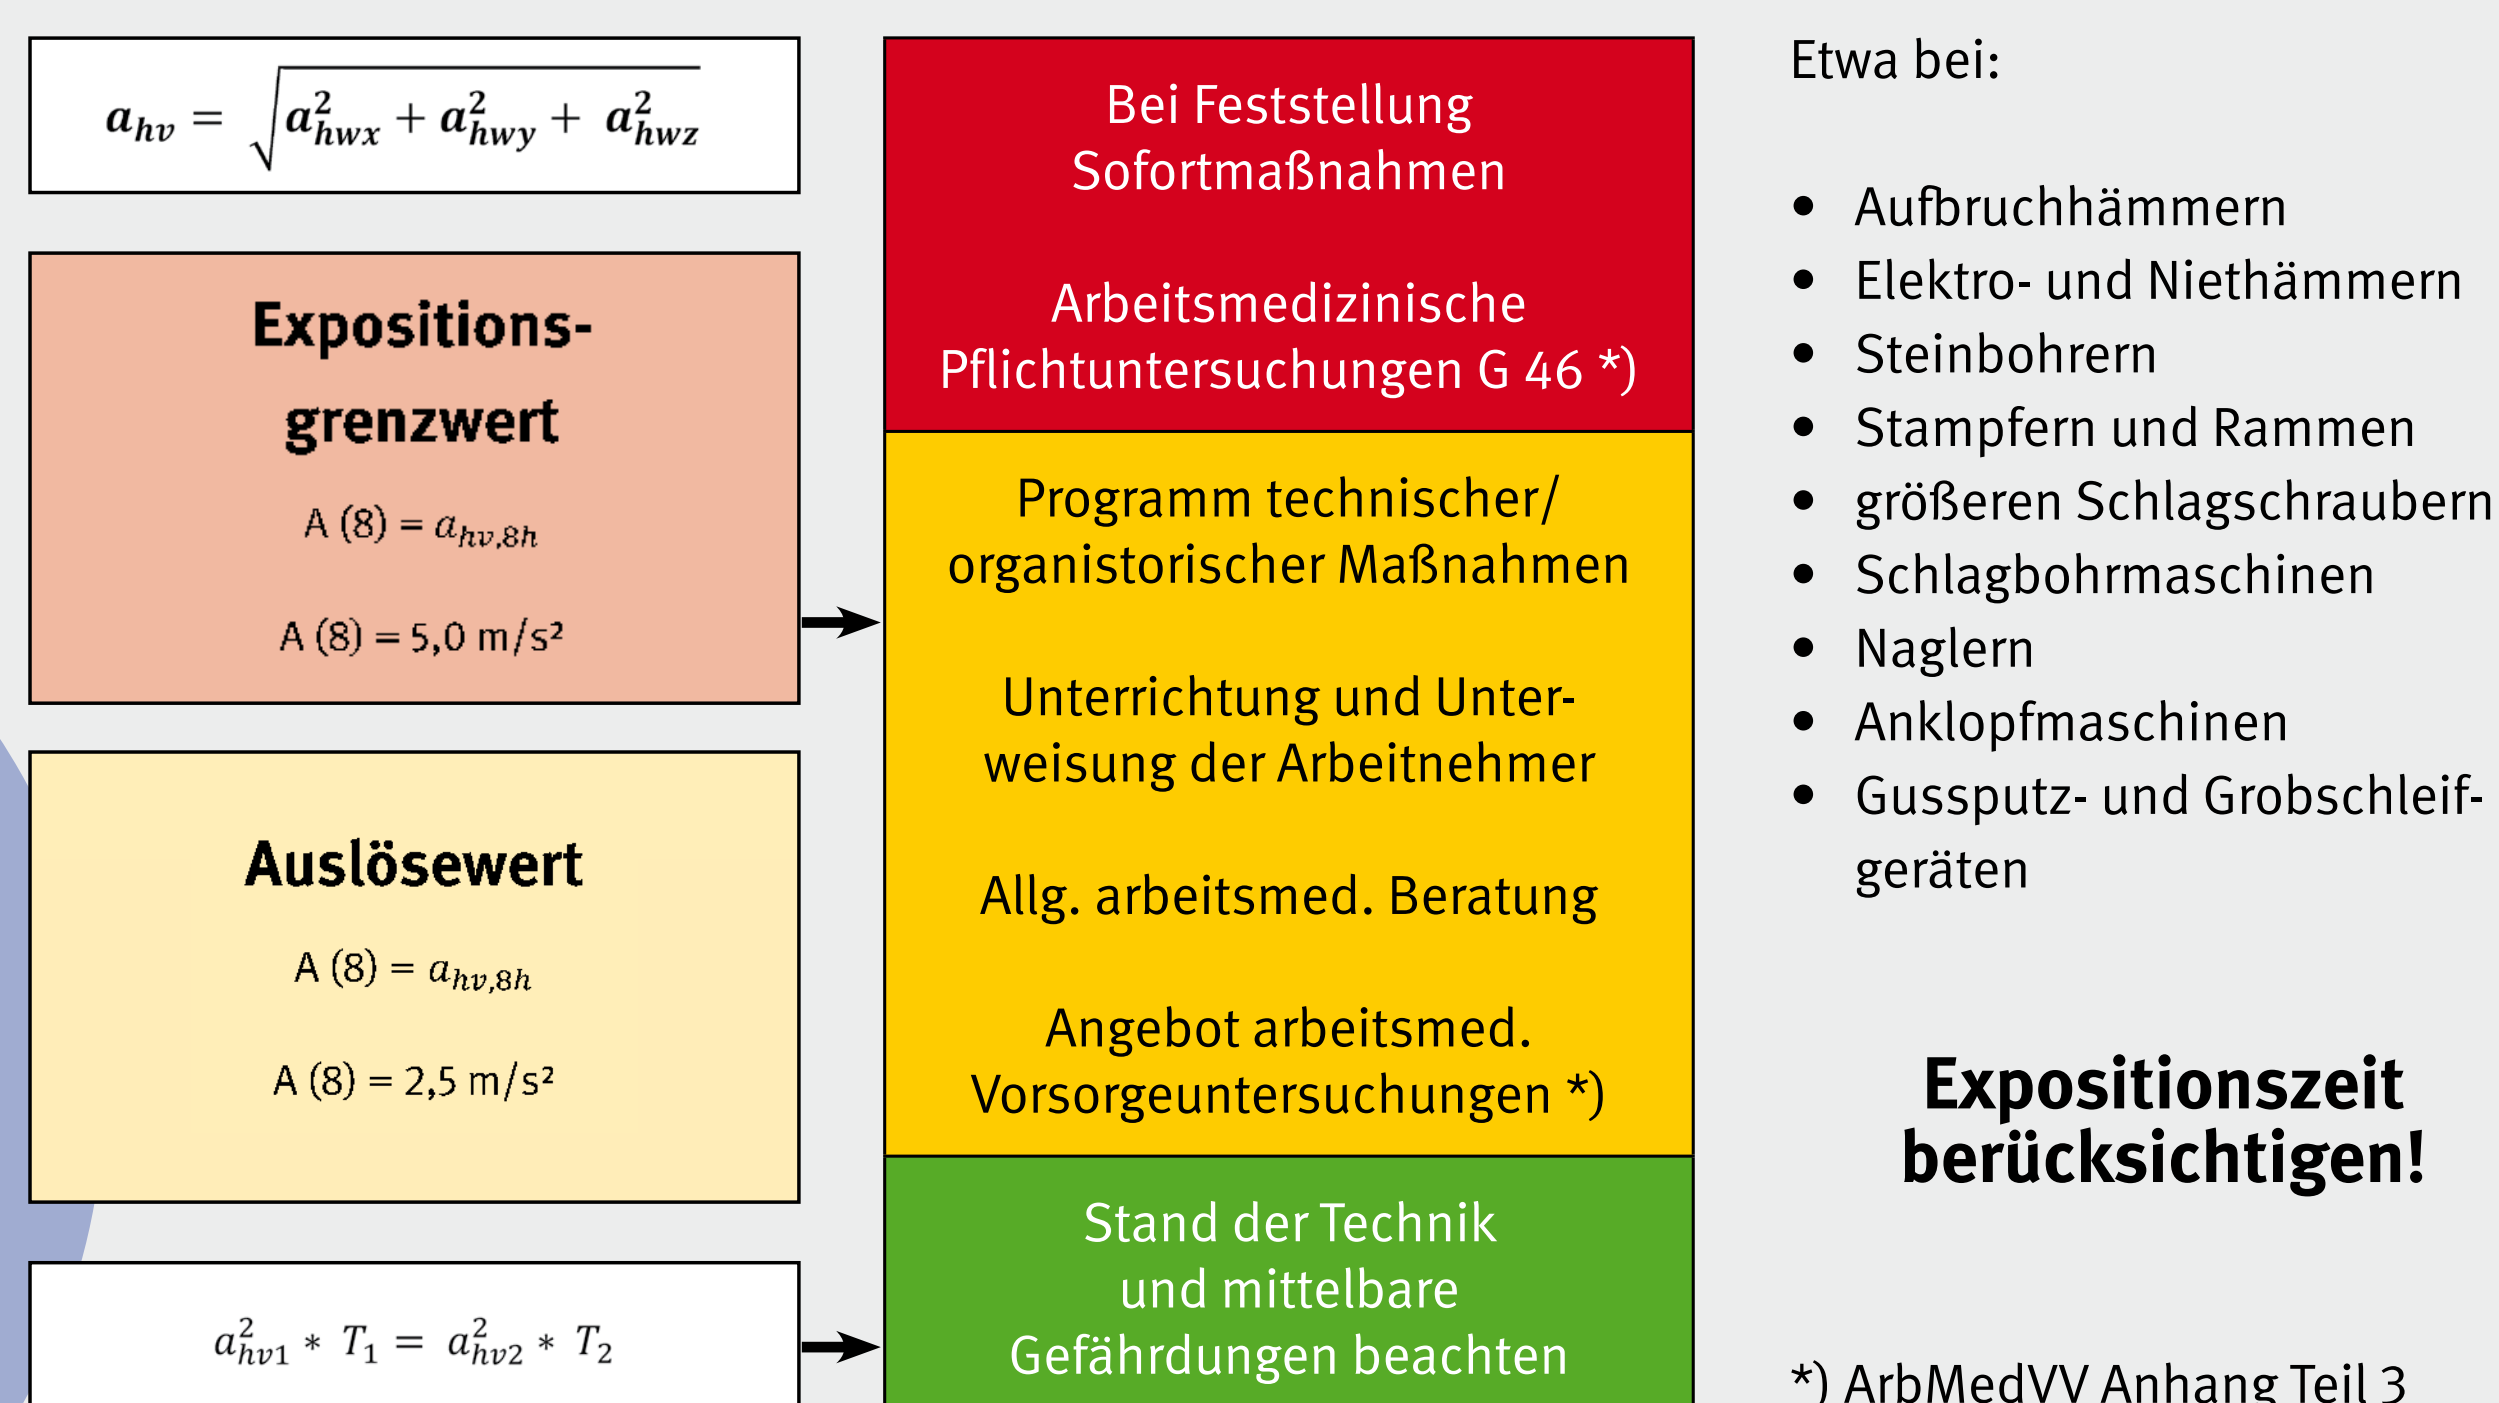 a_hv = √(a²_hwx + a²_hwy + a²_hwz)
Expositions-
grenzwert
A (8) = a_hv,8h
A (8) = 5,0 m/s²
Auslösewert
A (8) = a_hv,8h
A (8) = 2,5 m/s²
a²_hv1 * T_1 = a²_hv2 * T_2
Bei Feststellung
Sofortmaßnahmen
Arbeitsmedizinische
Pflichtuntersuchungen G 46 *)
Programm technischer/
organistorischer Maßnahmen
Unterrichtung und Unter-
weisung der Arbeitnehmer
Allg. arbeitsmed. Beratung
Angebot arbeitsmed.
Vorsorgeuntersuchungen *)
Stand der Technik
und mittelbare
Gefährdungen beachten
Etwa bei:
• Aufbruchhämmern
• Elektro- und Niethämmern
• Steinbohrern
• Stampfern und Rammen
• größeren Schlagschraubern
• Schlagbohrmaschinen
• Naglern
• Anklopfmaschinen
• Gussputz- und Grobschleif-
geräten
Expositionszeit
berücksichtigen!
*) ArbMedVV Anhang Teil 3